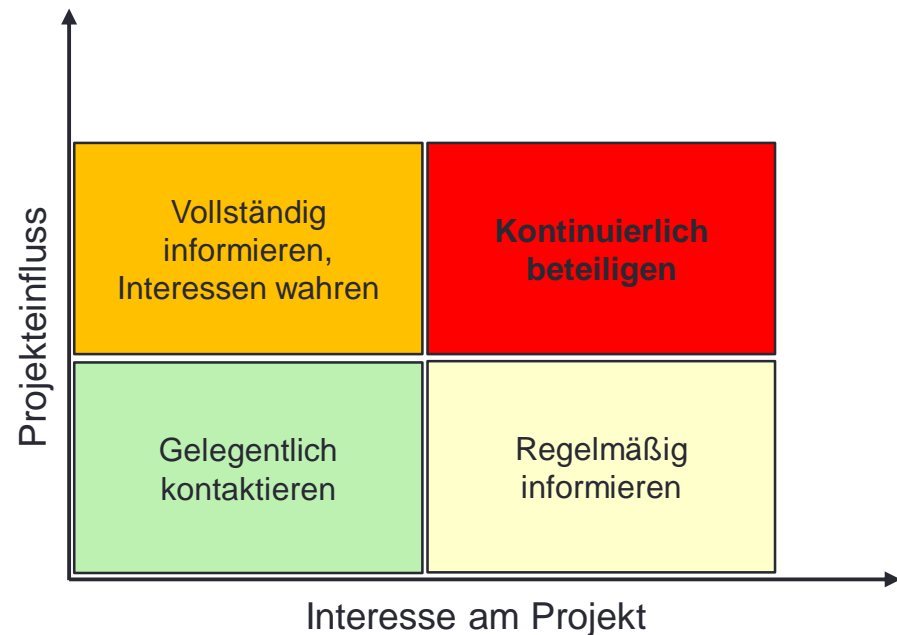 Projekteinfluss
Vollständig
informieren,
Interessen wahren
Kontinuierlich
beteiligen
Gelegentlich
kontaktieren
Regelmäßig
informieren
Interesse am Projekt